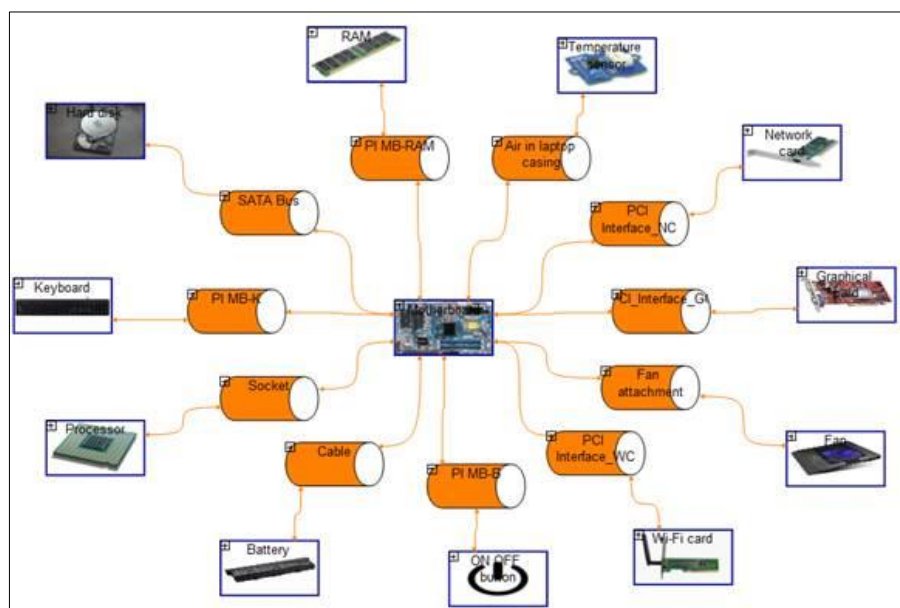 RAM
Temperature
sensor
Hard disk
PI MB-RAM
Air in laptop
casing
Network
card
SATA Bus
PCI
Interface_NC
Keyboard
PI MB-K
Motherboard
Graphical
card
Socket
Fan
attachment
Processor
Cable
PI MB-B
PCI
Interface_WC
Fan
Battery
ON OFF
button
Wi-Fi card